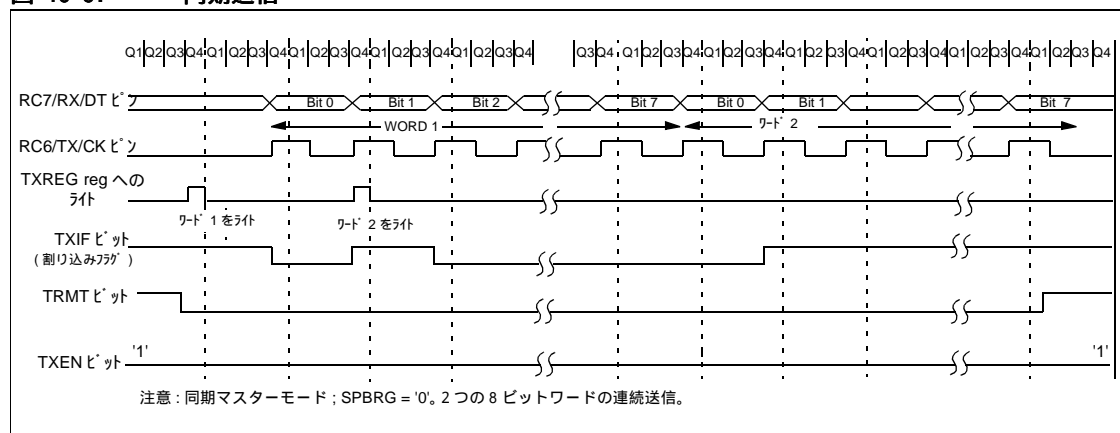 Q1 Q2 Q3 Q4 Q1 Q2 Q3 Q4 Q1 Q2 Q3 Q4 Q1 Q2 Q3 Q4 Q1 Q2 Q3 Q4 Q3 Q4 Q1 Q2 Q3 Q4 Q1 Q2 Q3 Q4 Q1 Q2 Q3 Q4 Q1 Q2 Q3 Q4 Q1 Q2 Q3 Q4 Q1 Q2 Q3 Q4
RC7/RX/DT ピン Bit 0 Bit 1 Bit 2 Bit 7 Bit 0 Bit 1 Bit 7
WORD 1 ワード 2
RC6/TX/CK ピン
TXREG reg への
ライト
ワード 1 をライト ワード 2 をライト
TXIF ビット
(割り込みフラグ)
TRMT ビット
TXEN ビット '1' '1'
注意 : 同期マスターモード ; SPBRG = '0'。2 つの 8 ビットワードの連続送信。